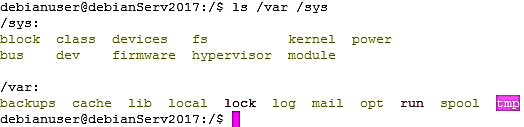 debianuser@debianServ2017:/$ ls /var /sys
/sys:
block class devices fs kernel power
bus dev firmware hypervisor module
/var:
backups cache lib local lock log mail opt run spool tmp
debianuser@debianServ2017:/$